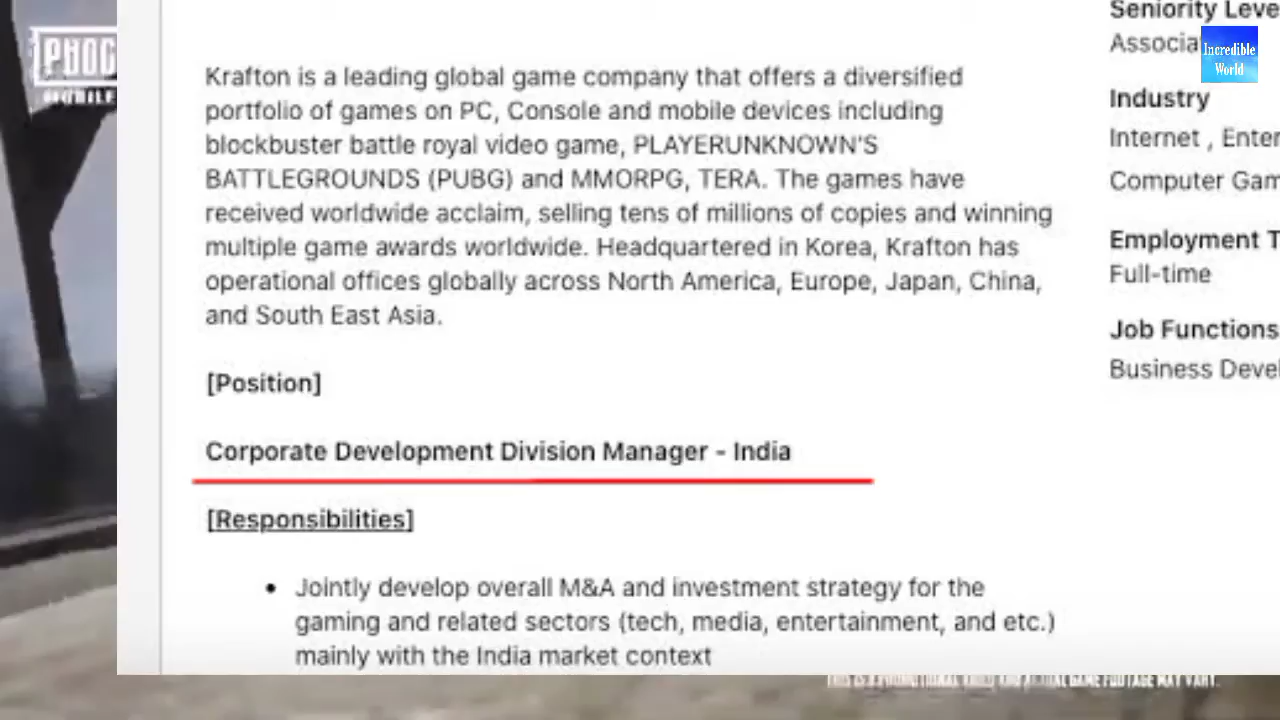 Krafton is a leading global game company that offers a diversified
portfolio of games on PC, Console and mobile devices including
blockbuster battle royal video game, PLAYERUNKNOWN'S
BATTLEGROUNDS (PUBG) and MMORPG, TERA. The games have
received worldwide acclaim, selling tens of millions of copies and winning
multiple game awards worldwide. Headquartered in Korea, Krafton has
operational offices globally across North America, Europe, Japan, China,
and South East Asia.
[Position]
Corporate Development Division Manager - India
[Responsibilities]
• Jointly develop overall M&A and investment strategy for the
gaming and related sectors (tech, media, entertainment, and etc.)
mainly with the India market context
Seniority Leve
Associa
Incredible
World
Industry
Internet , Enter
Computer Gam
Employment T
Full-time
Job Functions
Business Devel
MOBILE
GAME FOOTAGE MAY VARY.